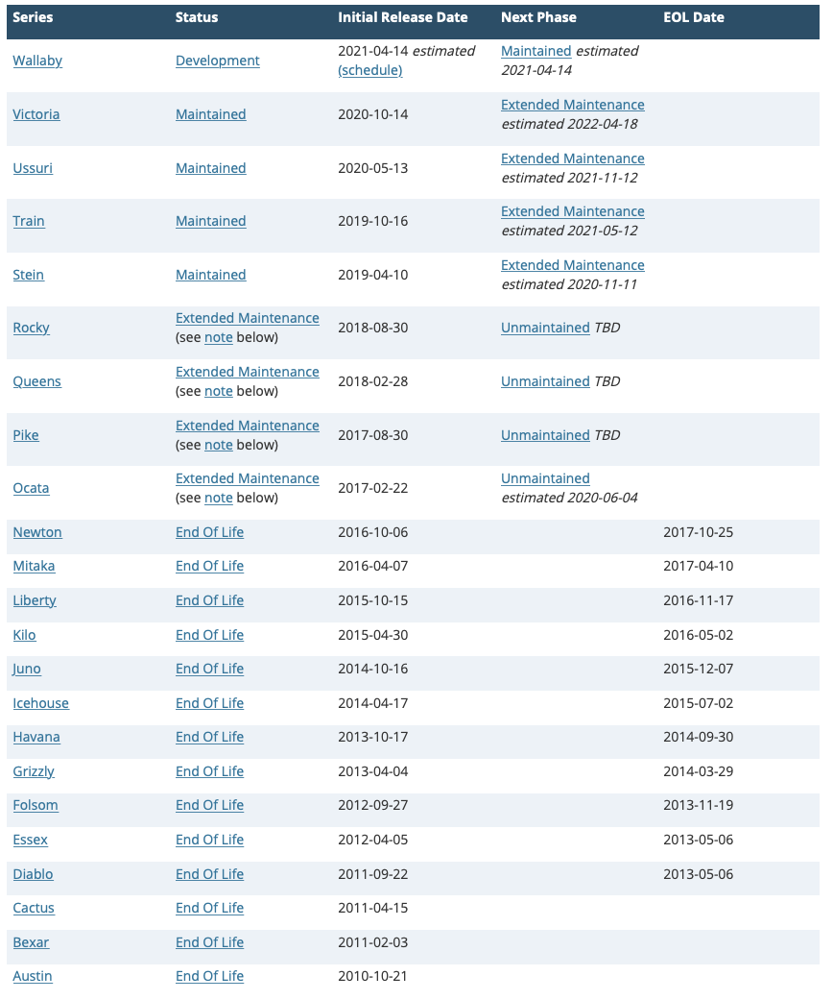 Series Status Initial Release Date Next Phase EOL Date
Wallaby Development 2021-04-14 estimated (schedule) Maintained estimated 2021-04-14
Victoria Maintained 2020-10-14 Extended Maintenance estimated 2022-04-18
Ussuri Maintained 2020-05-13 Extended Maintenance estimated 2021-11-12
Train Maintained 2019-10-16 Extended Maintenance estimated 2021-05-12
Stein Maintained 2019-04-10 Extended Maintenance estimated 2020-11-11
Rocky Extended Maintenance (see note below) 2018-08-30 Unmaintained TBD
Queens Extended Maintenance (see note below) 2018-02-28 Unmaintained TBD
Pike Extended Maintenance (see note below) 2017-08-30 Unmaintained TBD
Ocata Extended Maintenance (see note below) 2017-02-22 Unmaintained estimated 2020-06-04
Newton End Of Life 2016-10-06 2017-10-25
Mitaka End Of Life 2016-04-07 2017-04-10
Liberty End Of Life 2015-10-15 2016-11-17
Kilo End Of Life 2015-04-30 2016-05-02
Juno End Of Life 2014-10-16 2015-12-07
Icehouse End Of Life 2014-04-17 2015-07-02
Havana End Of Life 2013-10-17 2014-09-30
Grizzly End Of Life 2013-04-04 2014-03-29
Folsom End Of Life 2012-09-27 2013-11-19
Essex End Of Life 2012-04-05 2013-05-06
Diablo End Of Life 2011-09-22 2013-05-06
Cactus End Of Life 2011-04-15
Bexar End Of Life 2011-02-03
Austin End Of Life 2010-10-21